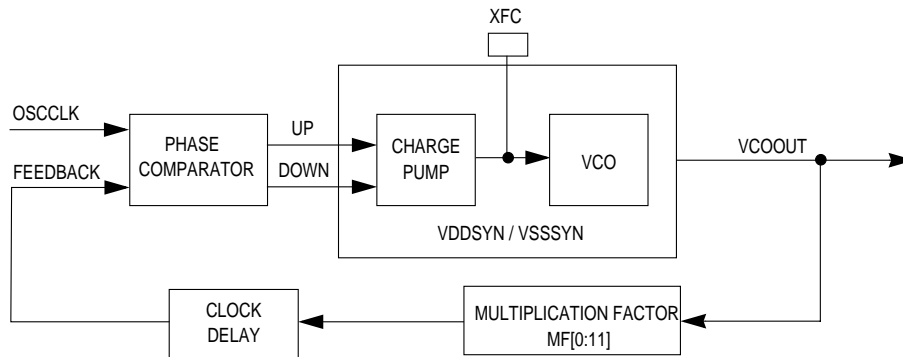 XFC
OSCCLK
FEEDBACK
PHASE
COMPARATOR
UP
DOWN
CHARGE
PUMP
VCO
VDDSYN / VSSSYN
VCOOUT
CLOCK
DELAY
MULTIPLICATION FACTOR
MF[0:11]